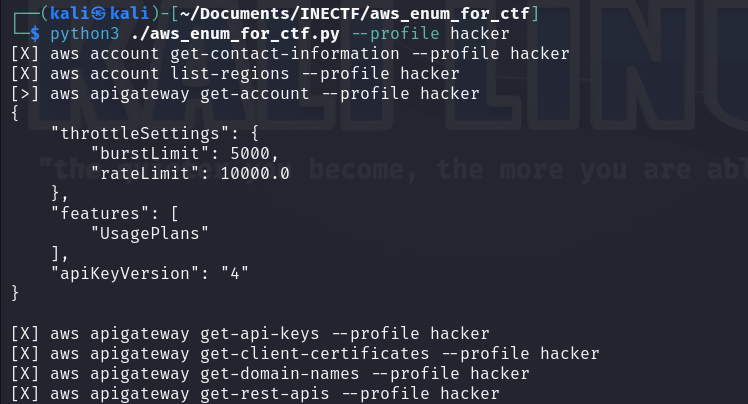 ┌──(kali㉿kali)-[~/Documents/INECTF/aws_enum_for_ctf]
└─$ python3 ./aws_enum_for_ctf.py --profile hacker
[X] aws account get-contact-information --profile hacker
[X] aws account list-regions --profile hacker
[>] aws apigateway get-account --profile hacker
{
    "throttleSettings": {
        "burstLimit": 5000,
        "rateLimit": 10000.0
    },
    "features": [
        "UsagePlans"
    ],
    "apiKeyVersion": "4"
}

[X] aws apigateway get-api-keys --profile hacker
[X] aws apigateway get-client-certificates --profile hacker
[X] aws apigateway get-domain-names --profile hacker
[X] aws apigateway get-rest-apis --profile hacker